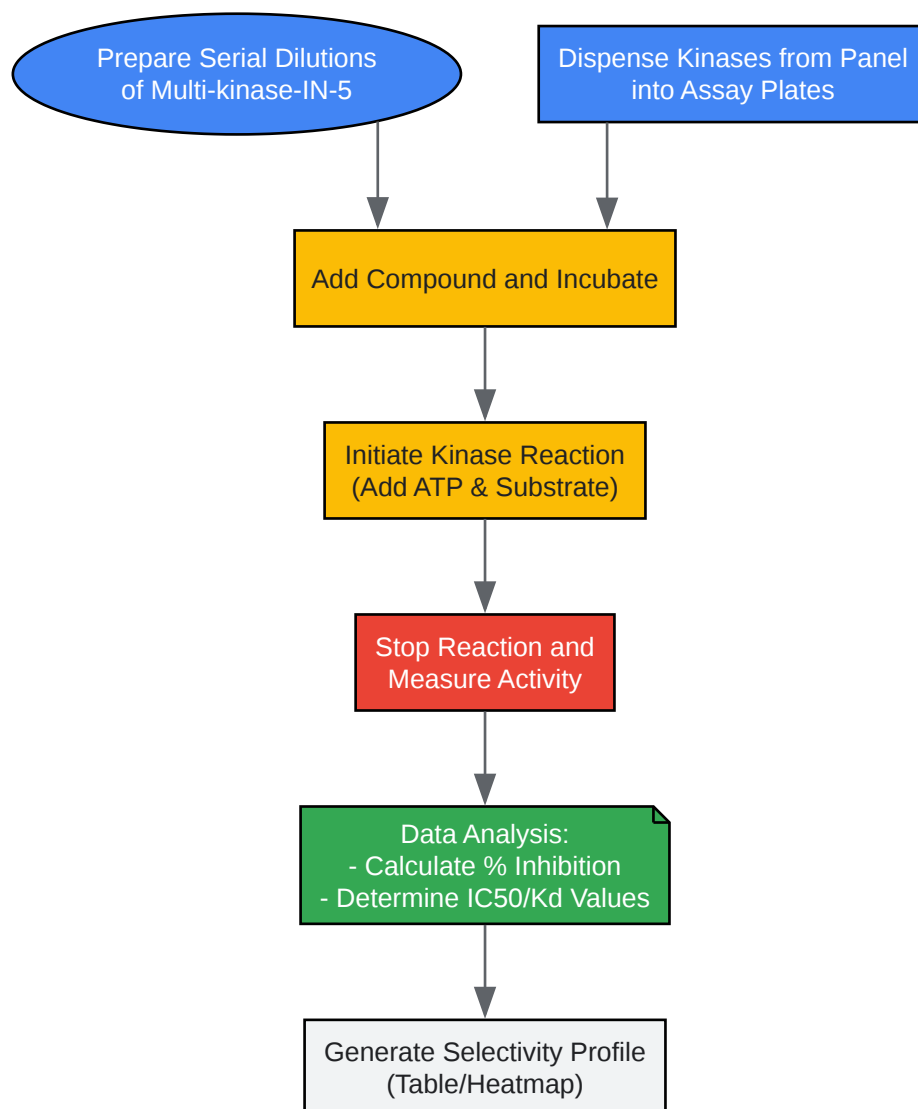 Prepare Serial Dilutions
of Multi-kinase-IN-5
Dispense Kinases from Panel
into Assay Plates
Add Compound and Incubate
Initiate Kinase Reaction
(Add ATP & Substrate)
Stop Reaction and
Measure Activity
Data Analysis:
- Calculate % Inhibition
- Determine IC50/Kd Values
Generate Selectivity Profile
(Table/Heatmap)